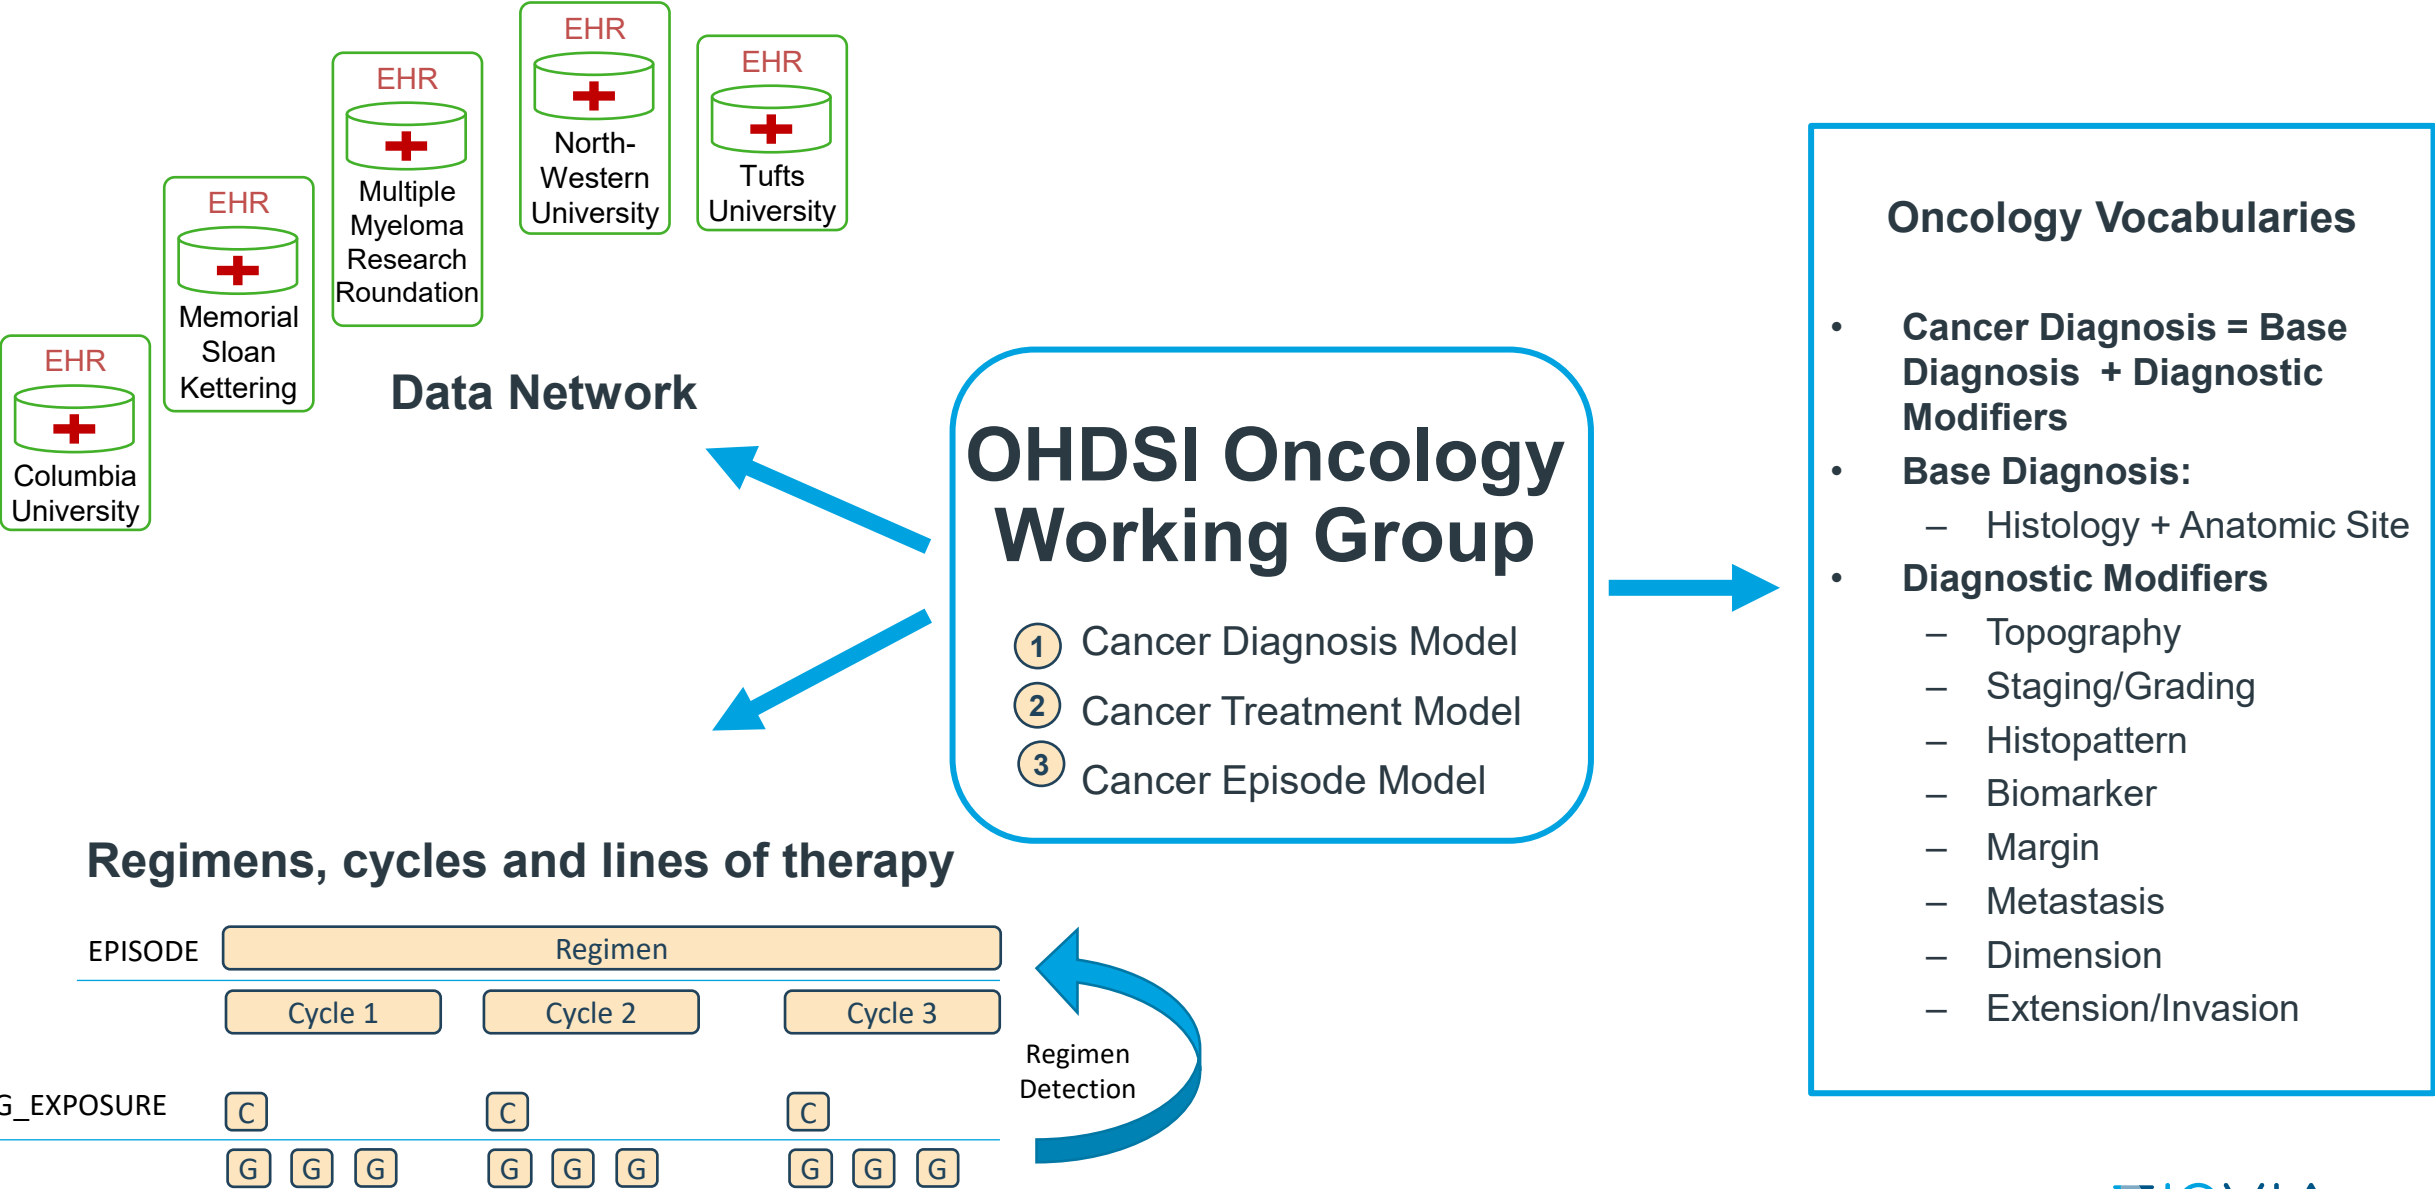 EHR
Columbia
University
EHR
Memorial
Sloan
Kettering
EHR
Multiple
Myeloma
Research
Roundation
EHR
North-
Western
University
EHR
Tufts
University
Data Network
OHDSI Oncology
Working Group
1 Cancer Diagnosis Model
2 Cancer Treatment Model
3 Cancer Episode Model
Oncology Vocabularies
• Cancer Diagnosis = Base
Diagnosis + Diagnostic
Modifiers
• Base Diagnosis:
– Histology + Anatomic Site
• Diagnostic Modifiers
– Topography
– Staging/Grading
– Histopattern
– Biomarker
– Margin
– Metastasis
– Dimension
– Extension/Invasion
Regimens, cycles and lines of therapy
EPISODE Regimen
Cycle 1 Cycle 2 Cycle 3
G_EXPOSURE C C C
G G G G G G G G G
Regimen
Detection